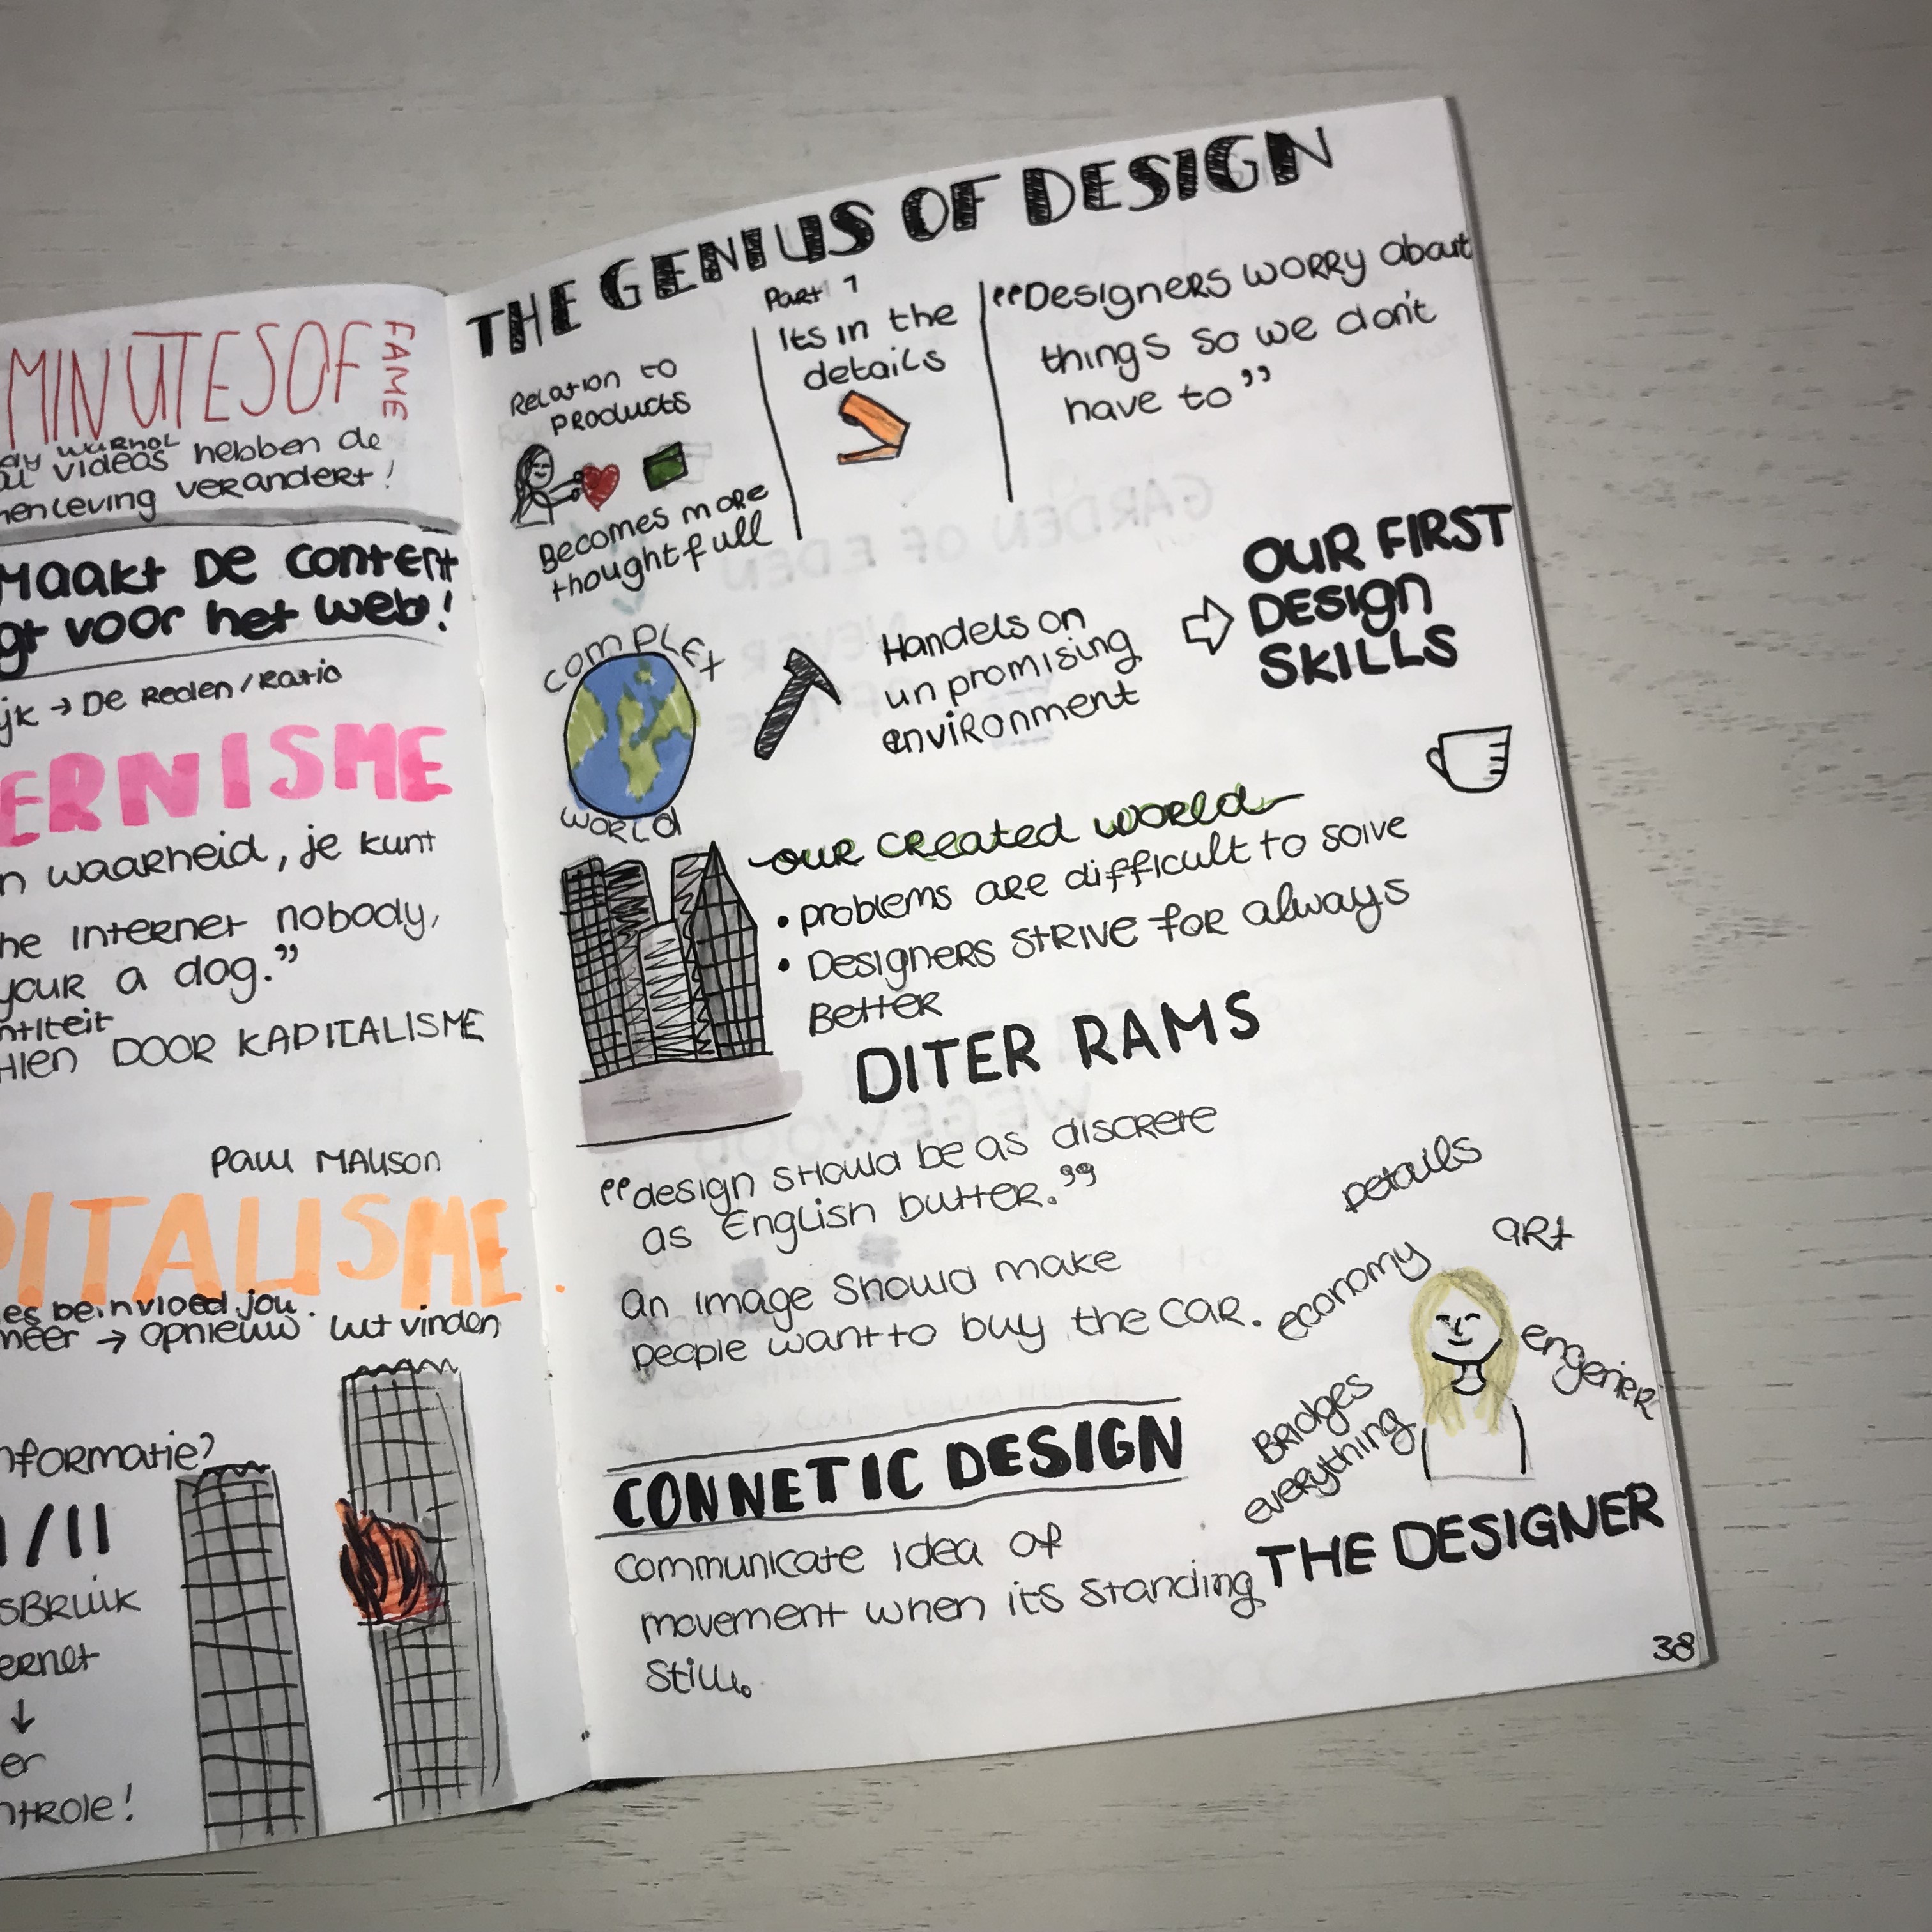 MINUTES OF FAME
warhol
videos hebben de
leving verandert!
Maakt De content
voor het web!
→ De Reden/Ratio
ERNISME
waarheid, je kunt
he internet nobody,
your a dog.”
ntiteit
DOOR KAPITALISME
Paul MAUSON
PITALISME
es beinvloed jou.
meer → opnieuw uit vinden
nformatie?
1/11
SBRUIK
ernet
↓
er
ntrole!
THE GENIUS OF DESIGN
Part 1
Relation to
products
Becomes more
thoughtfull
Its in the
details
“Designers worry about
things so we don't
have to”
complex
world
Handels on
un promising
environment
⇨
OUR FIRST
DESIGN
SKILLS
our created world
• problems are difficult to solve
• Designers strive for always
Better
DITER RAMS
“design should be as discrete
as English butter.”
an image should make
people want to buy the car.
Details
art
economy
engenier
Bridges
everything
THE DESIGNER
CONNETIC DESIGN
communicate idea of
movement when its standing
still.
38